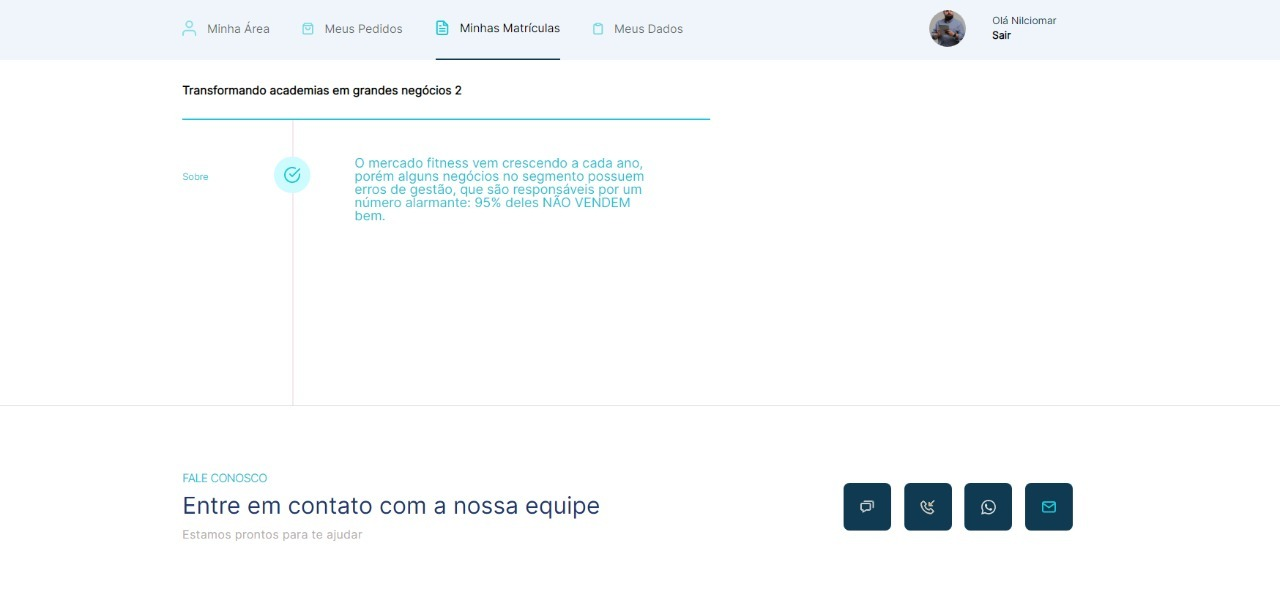 Minha Área
Meus Pedidos
Minhas Matrículas
Meus Dados
Olá Nilciomar
Sair
Transformando academias em grandes negócios 2
Sobre
O mercado fitness vem crescendo a cada ano,
porém alguns negócios no segmento possuem
erros de gestão, que são responsáveis por um
número alarmante: 95% deles NÃO VENDEM
bem.
FALE CONOSCO
Entre em contato com a nossa equipe
Estamos prontos para te ajudar